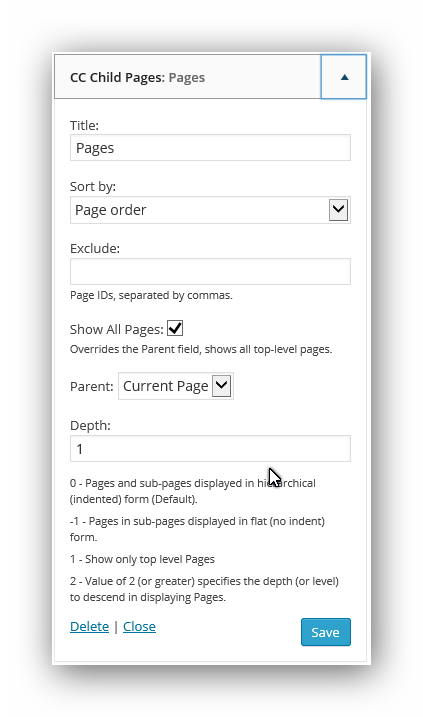 CC Child Pages: Pages
Title:
Pages
Sort by:
Page order
Exclude:
Page IDs, separated by commas.
Show All Pages:
Overrides the Parent field, shows all top-level pages.
Parent: Current Page
Depth:
1
0 - Pages and sub-pages displayed in hierarchical
(indented) form (Default).
-1 - Pages in sub-pages displayed in flat (no indent)
form.
1 - Show only top level Pages
2 - Value of 2 (or greater) specifies the depth (or level)
to descend in displaying Pages.
Delete | Close Save